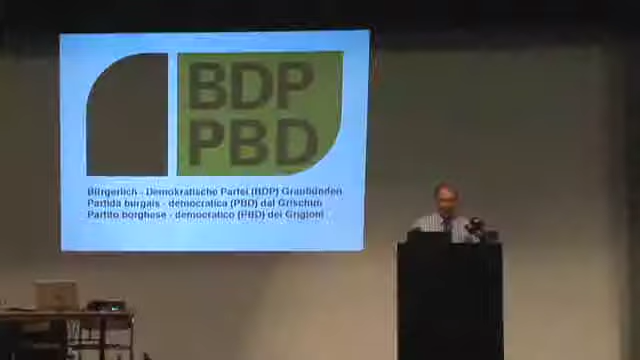 BDP
PBD
Bürgerlich - Demokratische Partei (BDP) Graubünden
Partida burgais - democratica (PBD) dal Grischun
Partito borghese - democratico (PBD) dei Grigioni